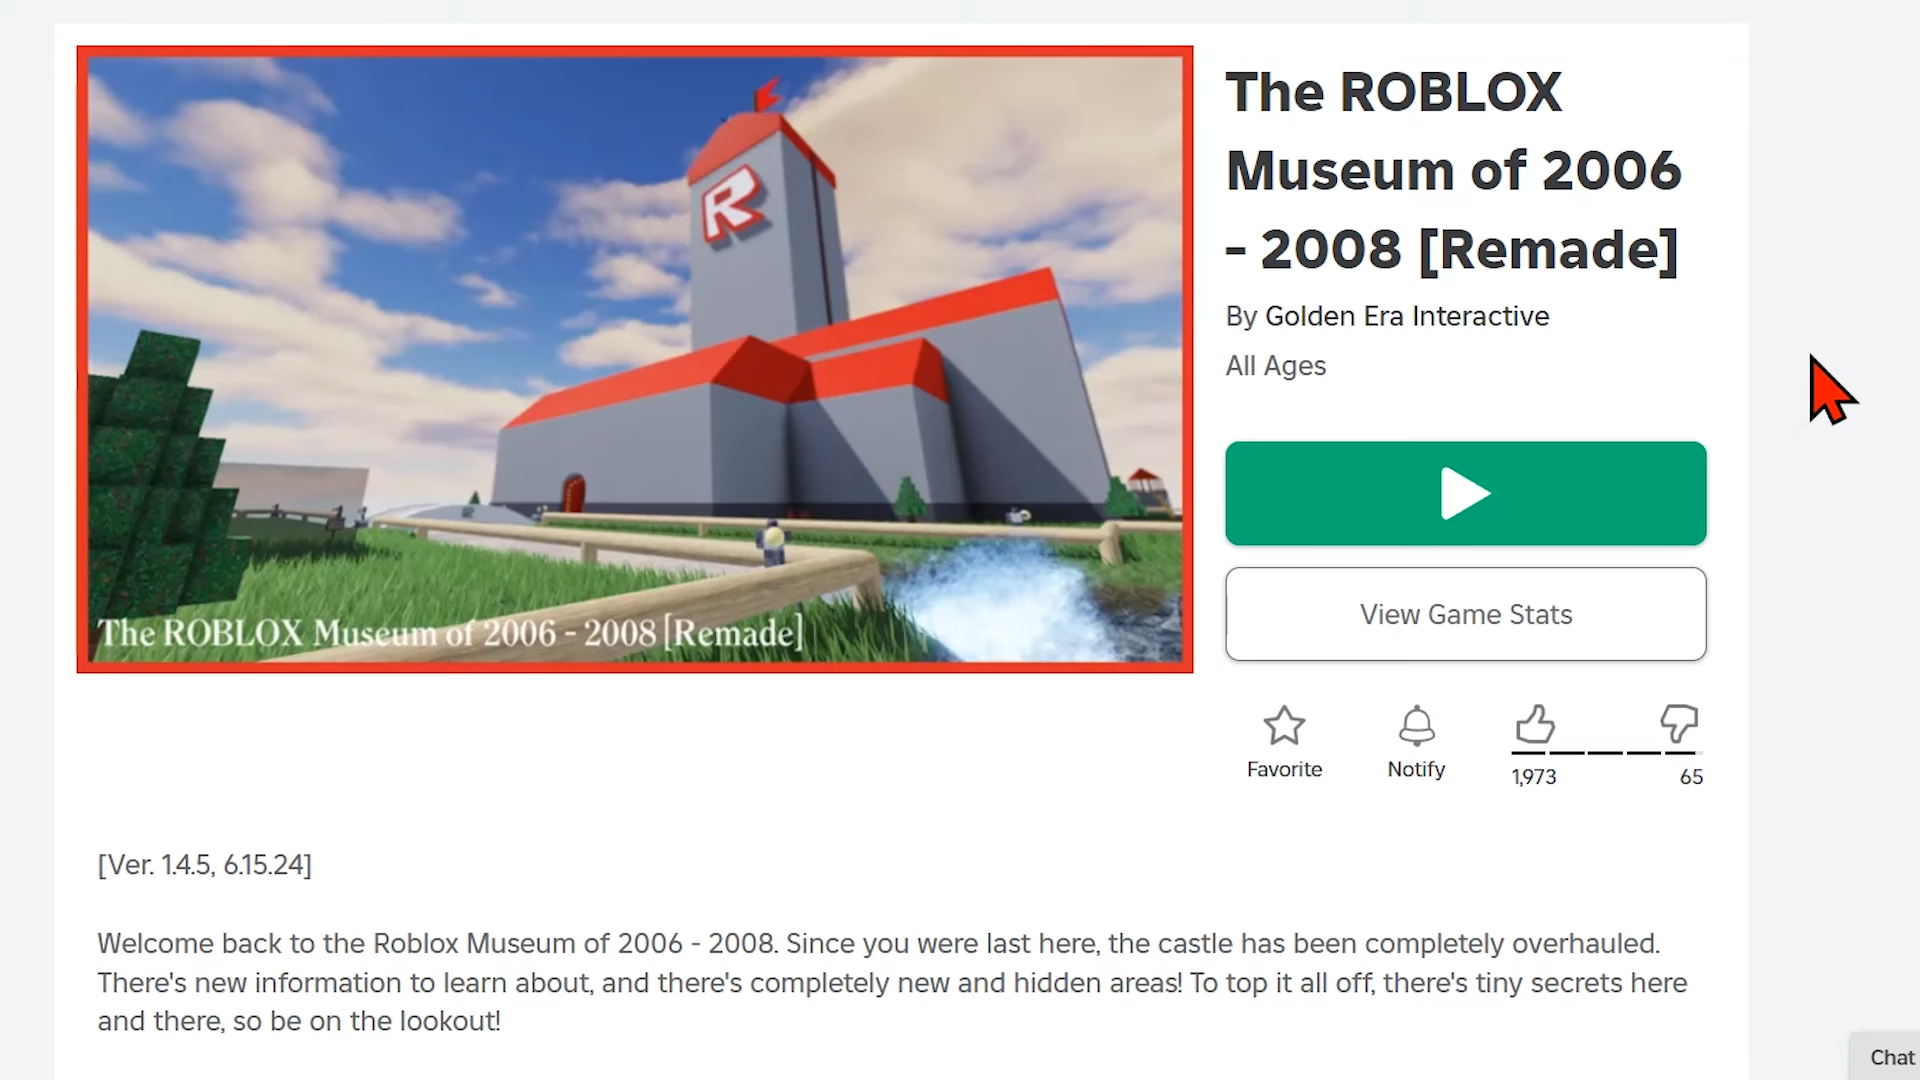 R
The ROBLOX Museum of 2006 - 2008 [Remade]
The ROBLOX
Museum of 2006
- 2008 [Remade]
By Golden Era Interactive
All Ages
View Game Stats
Favorite
Notify
1,973
65
[Ver. 1.4.5, 6.15.24]
Welcome back to the Roblox Museum of 2006 - 2008. Since you were last here, the castle has been completely overhauled.
There's new information to learn about, and there's completely new and hidden areas! To top it all off, there's tiny secrets here
and there, so be on the lookout!
Chat